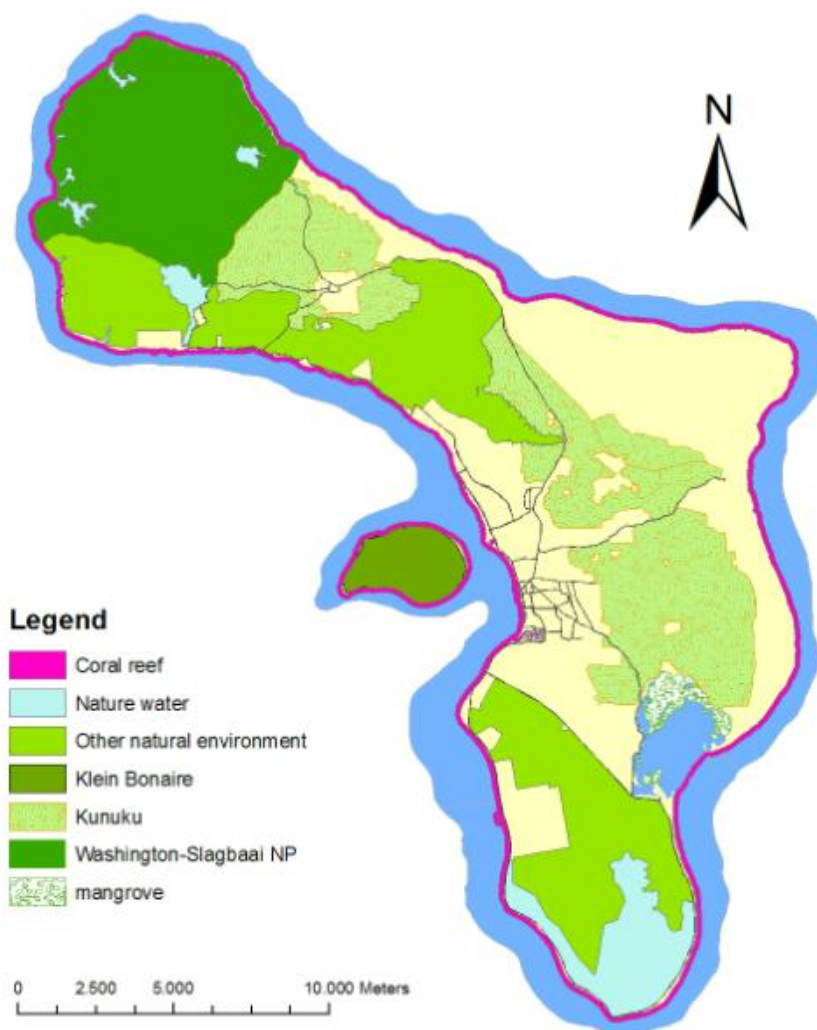 N
Legend
Coral reef
Nature water
Other natural environment
Klein Bonaire
Kunuku
Washington-Slagbaai NP
mangrove
0 2.500 5.000 10.000 Meters